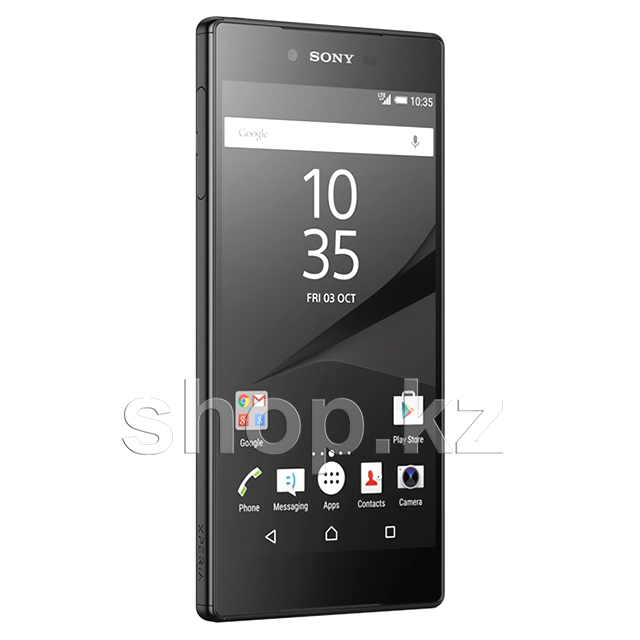 SONY
LTE 10:35
Google
10
35
FRI 03 OCT
Google
Play Store
shop.kz
Phone Messaging Apps Contacts Camera
XPERIA